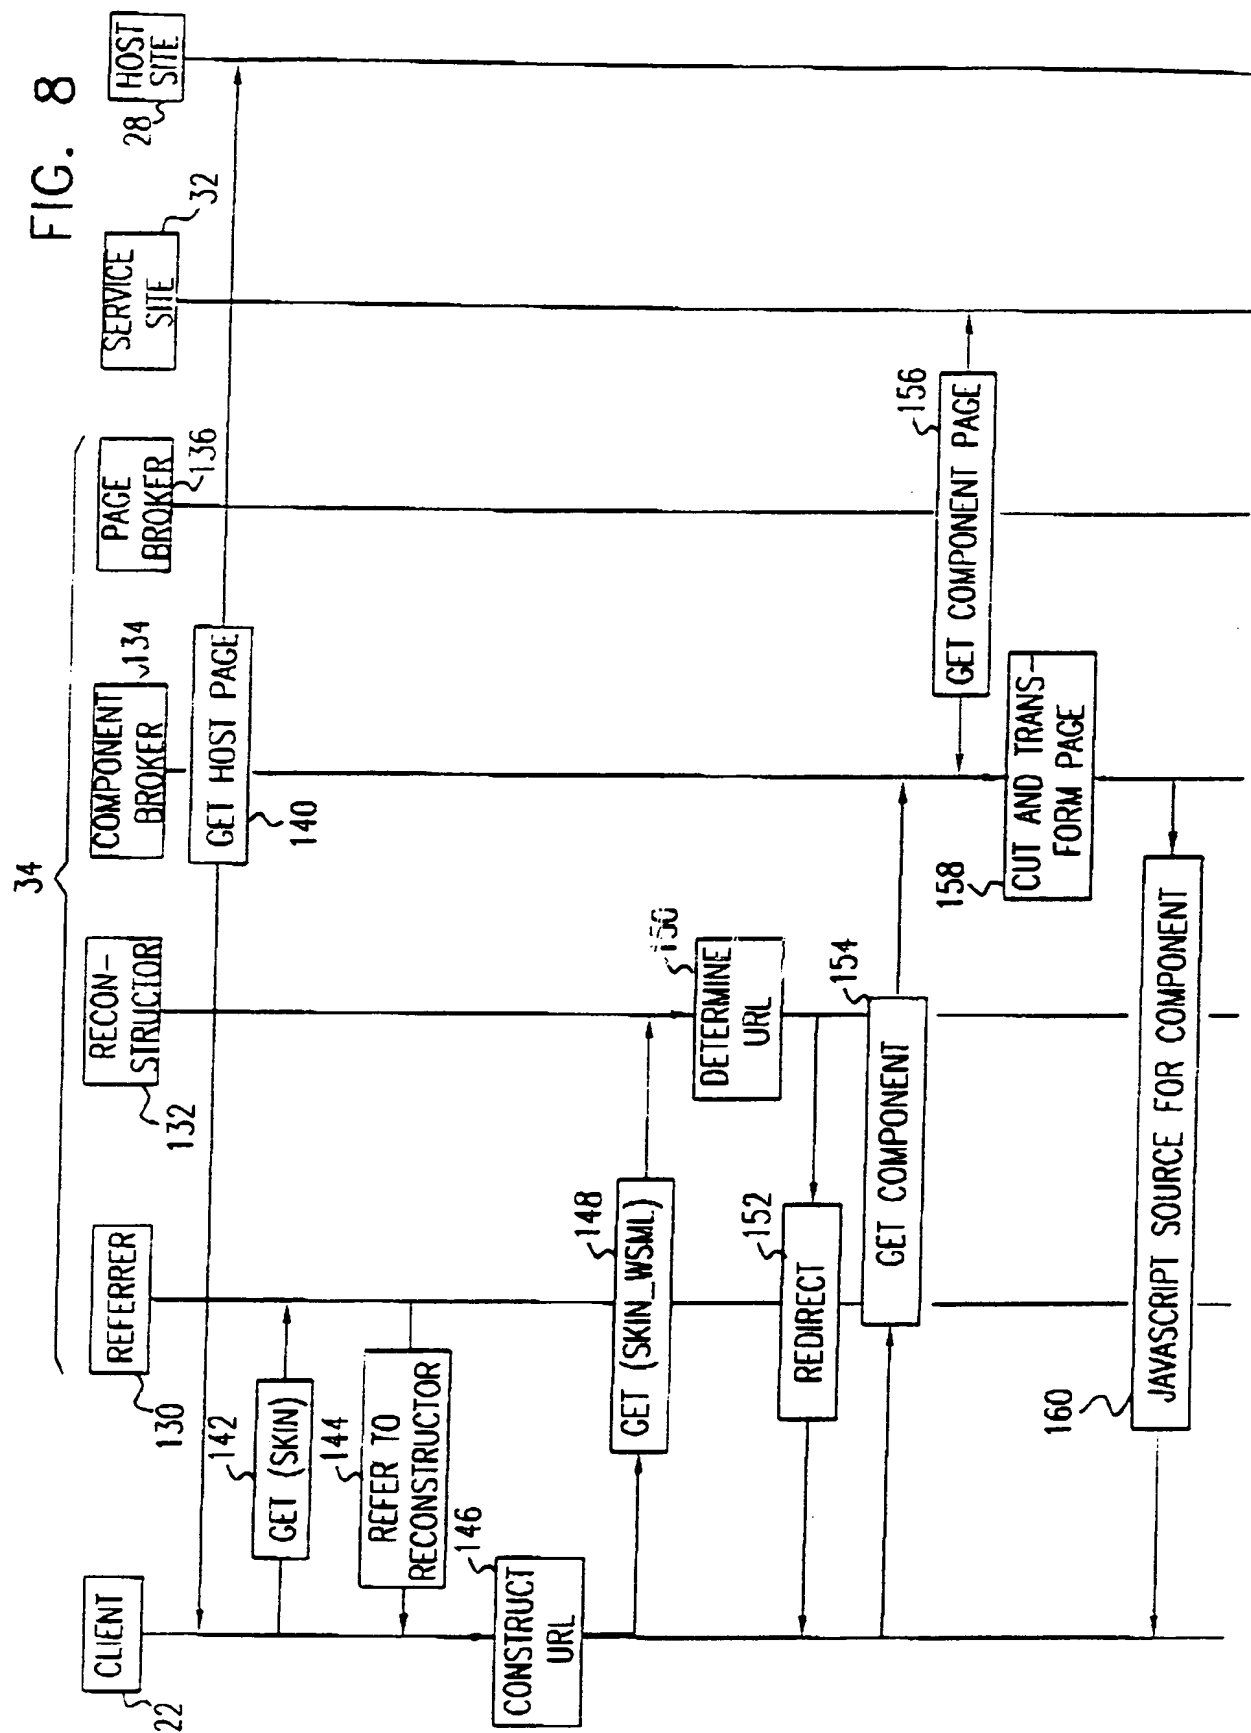 FIG. 8
34
CLIENT
22
REFERRER
130
RECON-
STRUCTOR
132
COMPONENT
BROKER
134
PAGE
BROKER
136
SERVICE
SITE
32
HOST
SITE
28
GET HOST PAGE
140
142
GET (SKIN)
144
REFER TO
RECONSTRUCTOR
146
CONSTRUCT
URL
148
GET (SKIN_WSML)
150
DETERMINE
URL
152
REDIRECT
154
GET COMPONENT
156
GET COMPONENT PAGE
158
CUT AND TRANS-
FORM PAGE
160
JAVASCRIPT SOURCE FOR COMPONENT